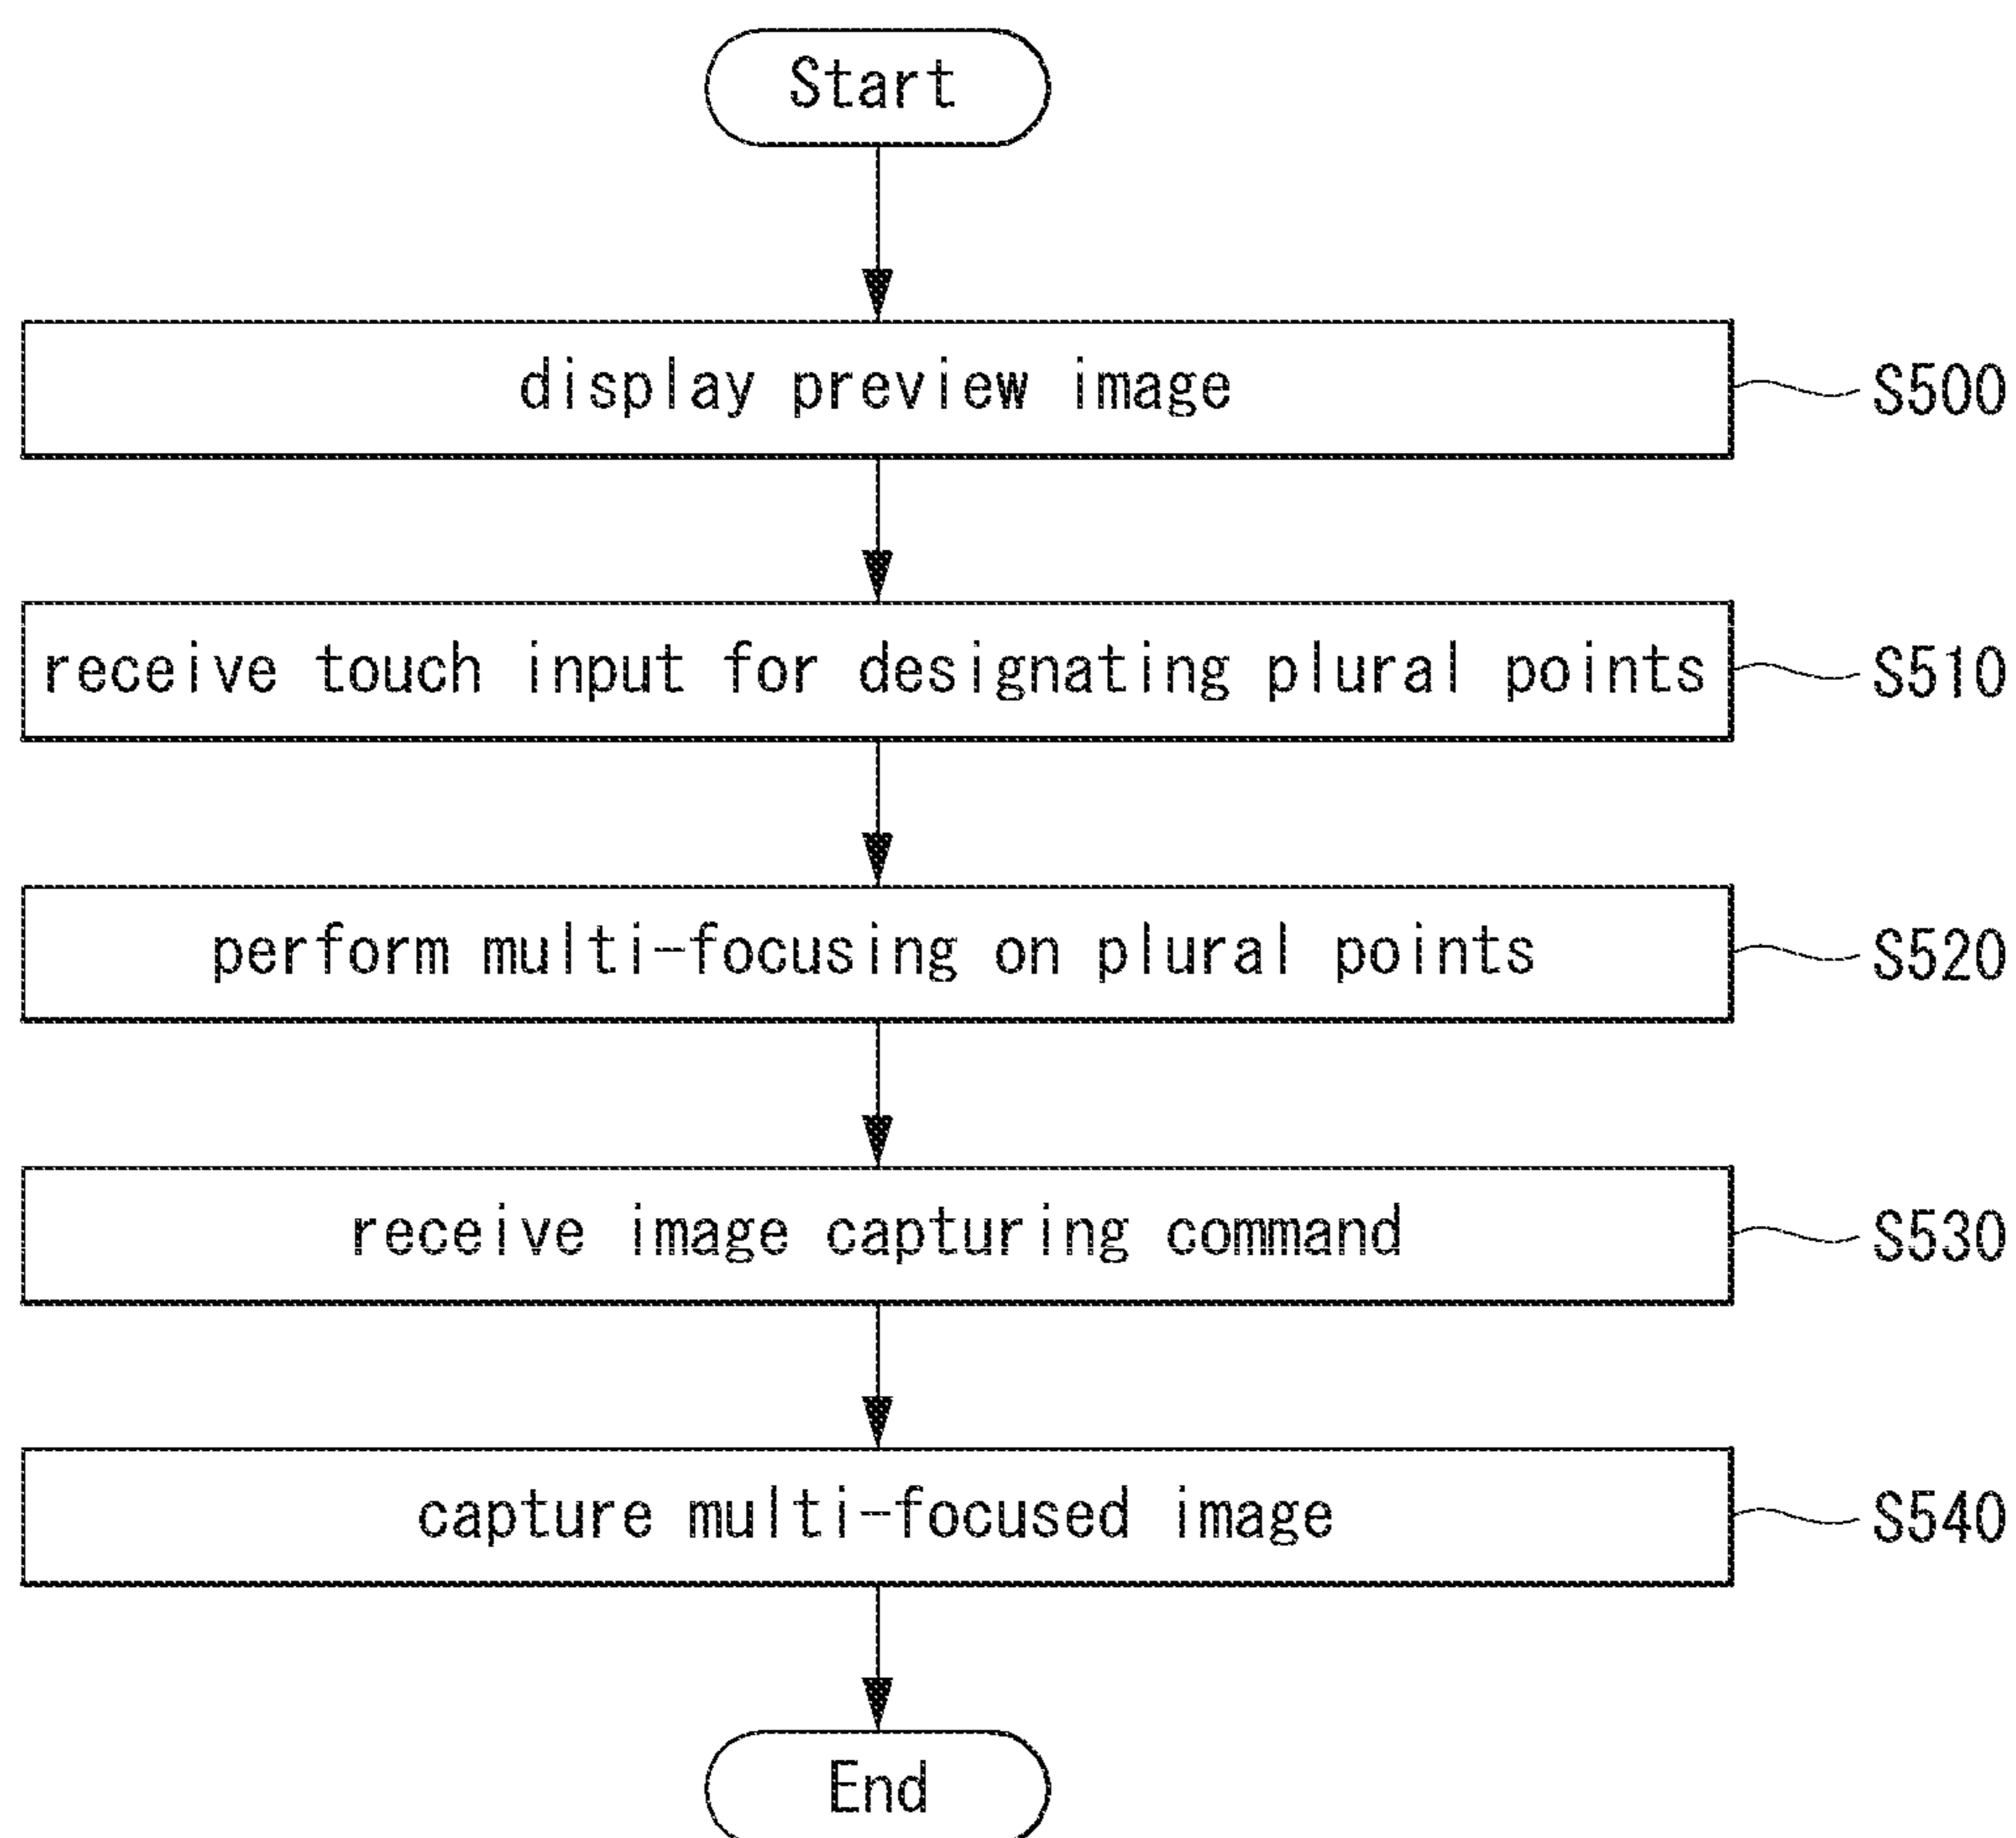 Start
display preview image S500
receive touch input for designating plural points S510
perform multi-focusing on plural points S520
receive image capturing command S530
capture multi-focused image S540
End